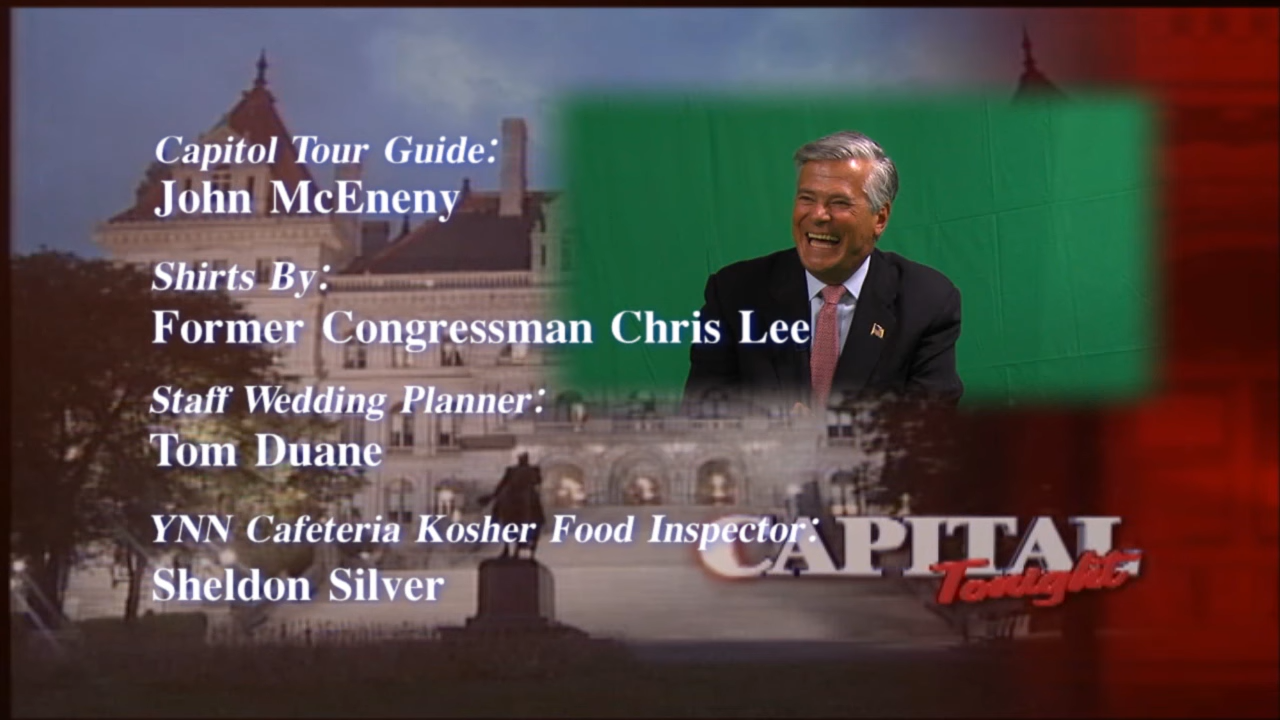 Capitol Tour Guide:
John McEneny
Shirts By:
Former Congressman Chris Lee
Staff Wedding Planner:
Tom Duane
YNN Cafeteria Kosher Food Inspector:
Sheldon Silver
CAPITAL
Tonight